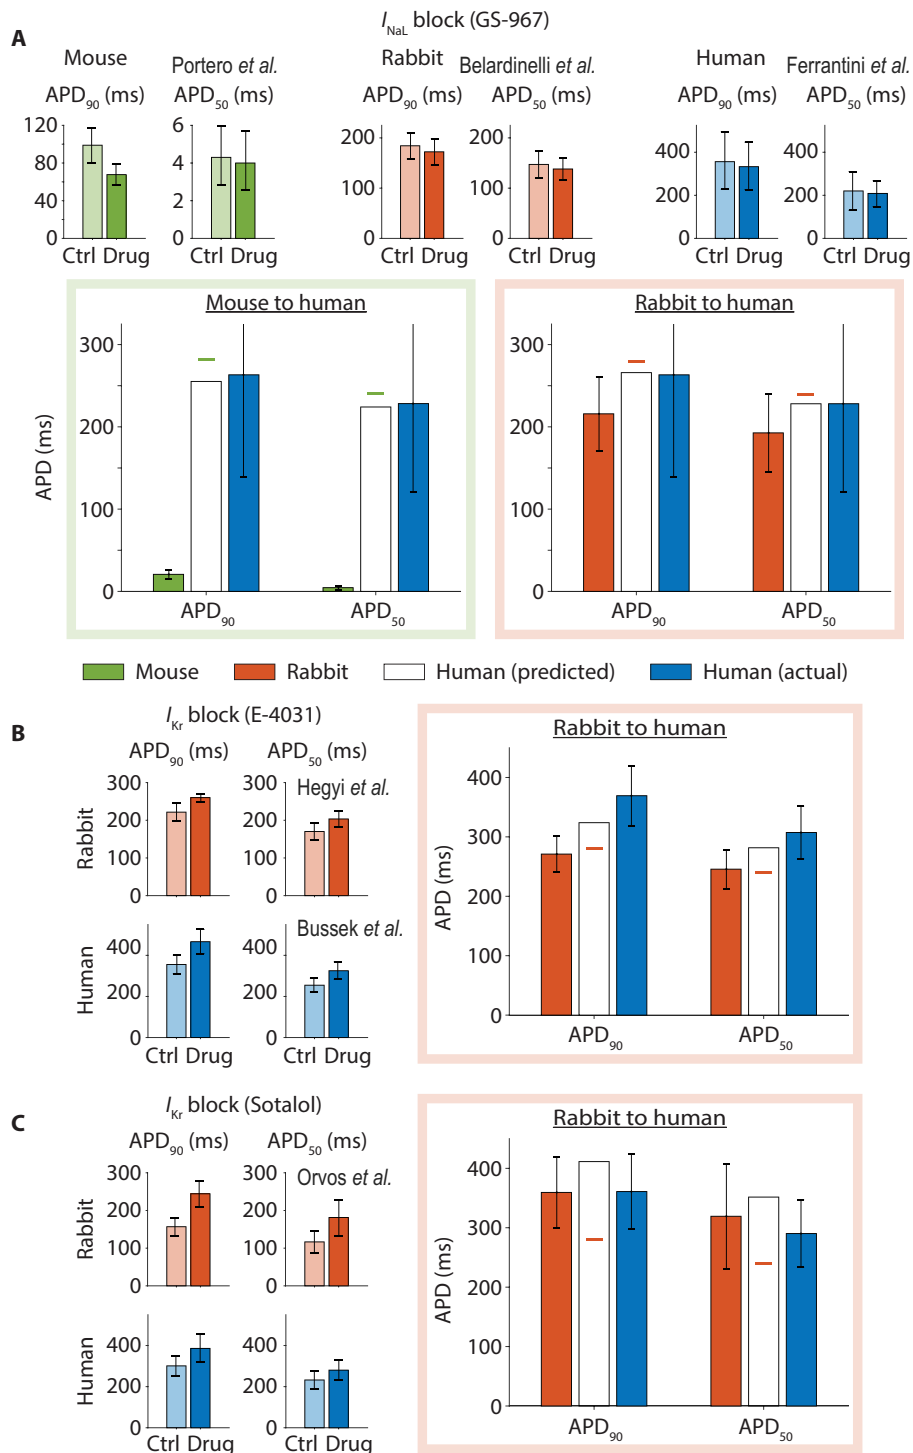 I_NaL block (GS-967)
A
Mouse
Portero et al.
Rabbit
Belardinelli et al.
Human
Ferrantini et al.
APD90 (ms)
APD50 (ms)
APD90 (ms)
APD50 (ms)
APD90 (ms)
APD50 (ms)
120
80
40
0
6
4
2
0
200
100
0
200
100
0
400
200
0
400
200
0
Ctrl Drug
Ctrl Drug
Ctrl Drug
Ctrl Drug
Ctrl Drug
Ctrl Drug
Mouse to human
APD (ms)
300
200
100
0
APD90
APD50
Rabbit to human
300
200
100
0
APD90
APD50
Mouse
Rabbit
Human (predicted)
Human (actual)
B
I_Kr block (E-4031)
APD90 (ms)
APD50 (ms)
Rabbit
300
200
100
0
300
200
100
0
Hegyi et al.
Human
400
200
0
400
200
0
Bussek et al.
Ctrl Drug
Ctrl Drug
Rabbit to human
APD (ms)
400
300
200
100
0
APD90
APD50
C
I_Kr block (Sotalol)
APD90 (ms)
APD50 (ms)
Rabbit
300
200
100
0
300
200
100
0
Orvos et al.
Human
400
200
0
400
200
0
Ctrl Drug
Ctrl Drug
Rabbit to human
APD (ms)
400
300
200
100
0
APD90
APD50